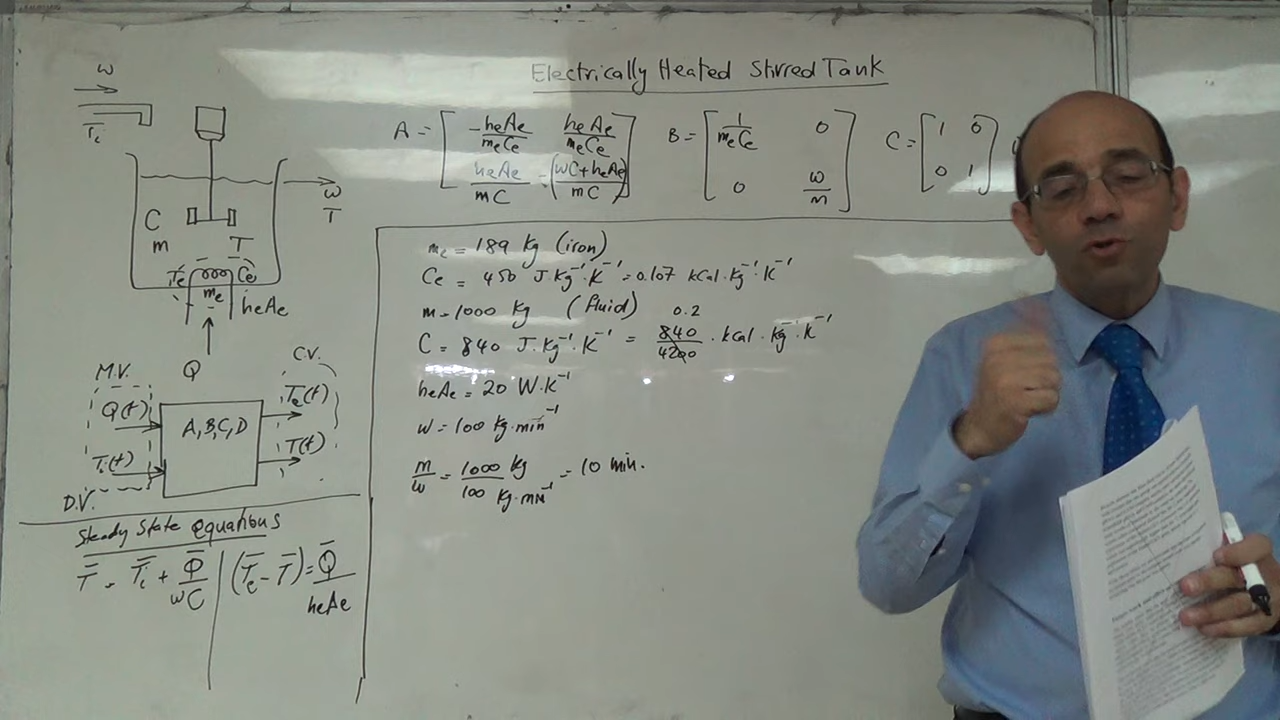 Electrically Heated Stirred Tank
w
Ti
w
T
C
m
T
Te
Ce
me
heAe
Q
A = [ -heAe/meCe heAe/meCe
heAe/mC -(wC+heAe)/mC ]
B = [ 1/meCe 0
0 w/m ]
C = [ 1 0
0 1 ]
me = 189 kg (iron)
Ce = 450 J·kg⁻¹·K⁻¹ = 0.107 kCal·kg⁻¹·K⁻¹
m = 1000 kg (fluid)
0.2
C = 840 J·kg⁻¹·K⁻¹ = 840/4200 · kCal·kg⁻¹·K⁻¹
heAe = 20 W·K⁻¹
w = 100 kg·min⁻¹
m/w = 1000 kg / 100 kg·min⁻¹ = 10 min.
M.V.
C.V.
Q(t)
Te(t)
A,B,C,D
Ti(t)
T(t)
D.V.
Steady State Equations
T̄ = T̄i + Q̄/wC | (T̄e - T̄) = Q̄/heAe